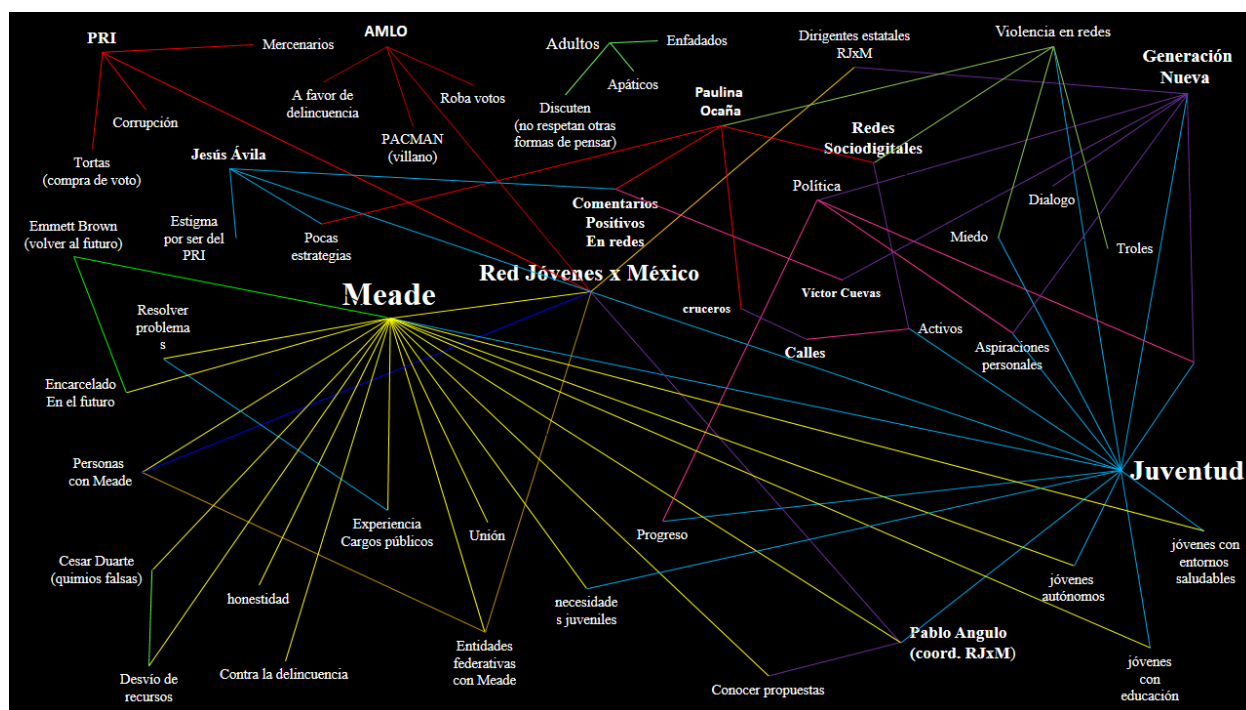 PRI
Mercenarios
Corrupción
Tortas
(compra de voto)
AMLO
A favor de
delincuencia
PACMAN
(villano)
Roba votos
Adultos
Enfadados
Apáticos
Discuten
(no respetan otras
formas de pensar)
Dirigentes estatales
RJxM
Violencia en redes
Generación
Nueva
Paulina
Ocaña
Redes
Sociodigitales
Jesús Ávila
Estigma
por ser del
PRI
Pocas
estrategias
Comentarios
Positivos
En redes
Política
Dialogo
Miedo
Troles
Emmett Brown
(volver al futuro)
Red Jóvenes x México
Meade
Víctor Cuevas
cruceros
Calles
Activos
Aspiraciones
personales
Resolver
problema
s
Encarcelado
En el futuro
Personas
con Meade
Juventud
Experiencia
Cargos públicos
Unión
Progreso
Cesar Duarte
(quimios falsas)
honestidad
necesidade
s juveniles
jóvenes
autónomos
jóvenes con
entornos
saludables
Desvío de
recursos
Contra la delincuencia
Entidades
federativas
con Meade
Pablo Angulo
(coord. RJxM)
Conocer propuestas
jóvenes
con
educación